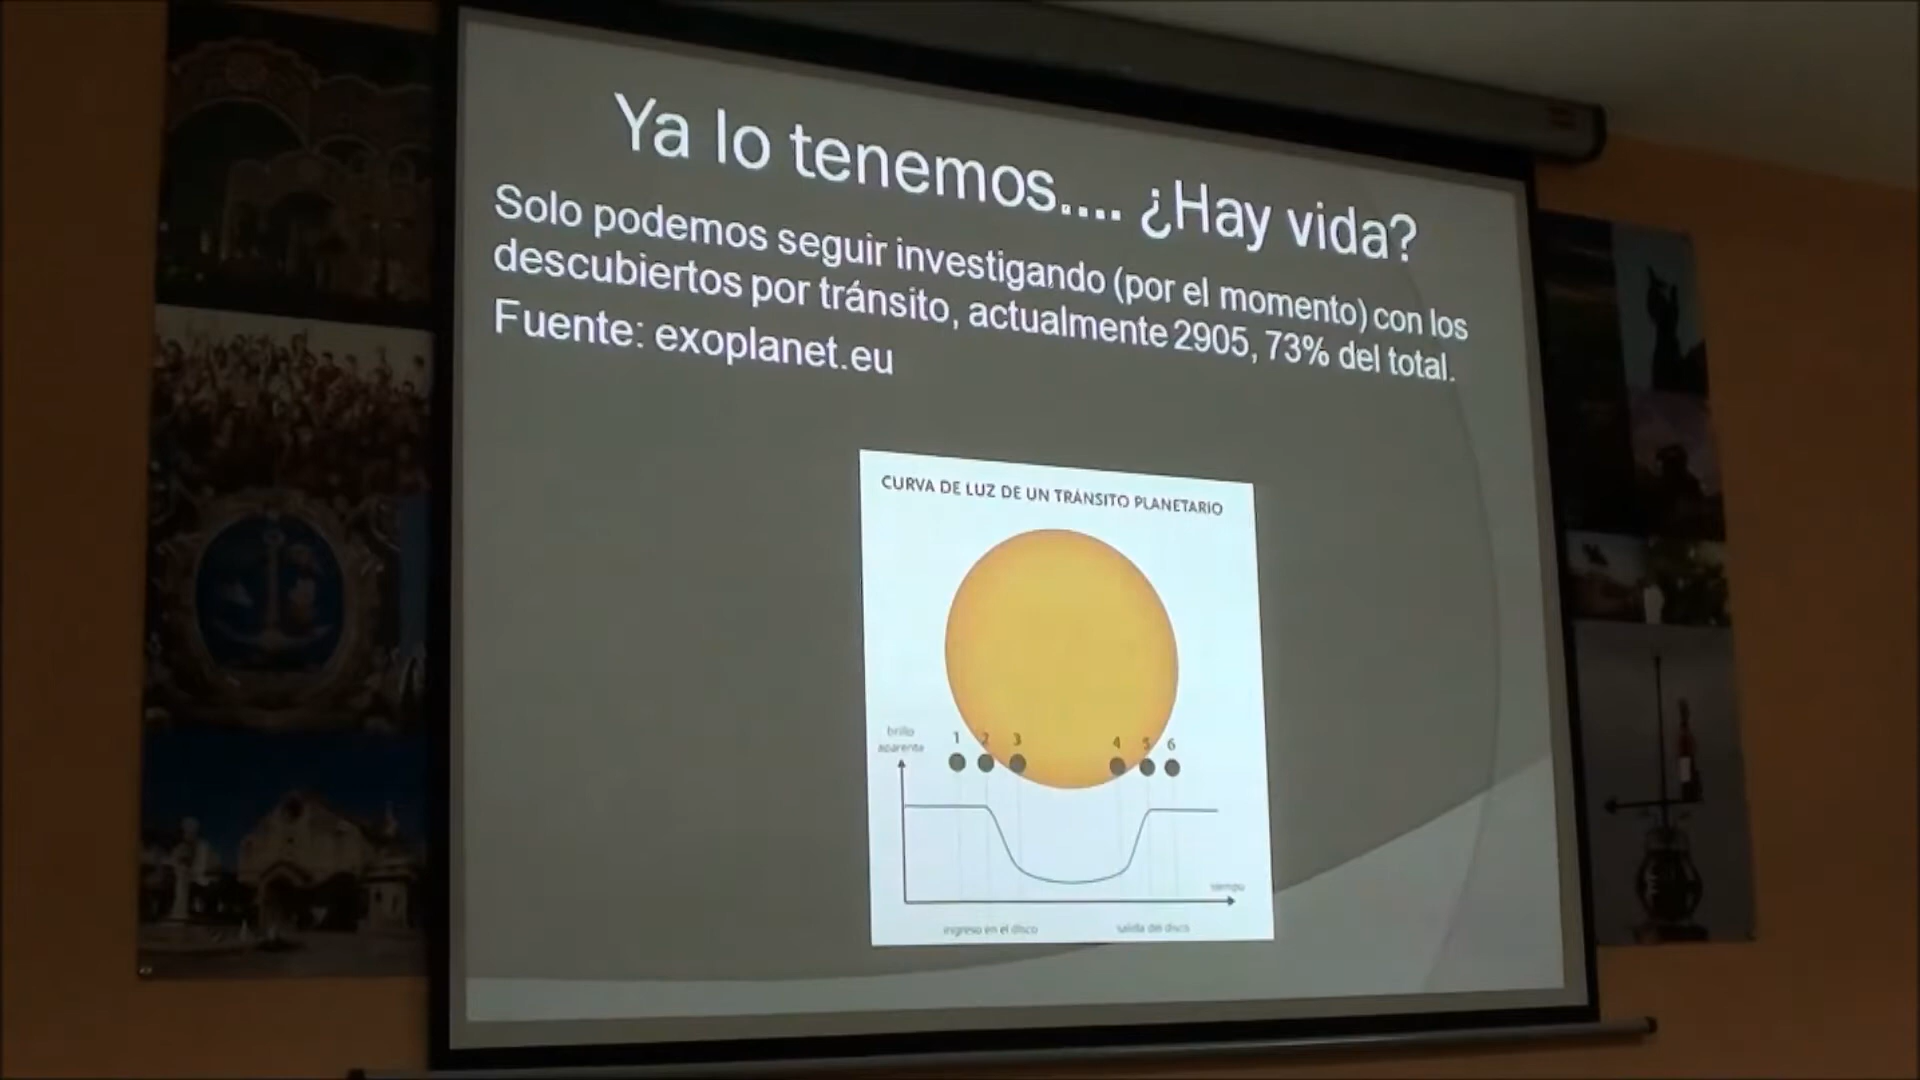 Ya lo tenemos.... ¿Hay vida?
Solo podemos seguir investigando (por el momento) con los
descubiertos por tránsito, actualmente 2905, 73% del total.
Fuente: exoplanet.eu
CURVA DE LUZ DE UN TRÁNSITO PLANETARIO
brillo
aparente
1 2 3 4 5 6
tiempo
ingreso en el disco
salida del disco